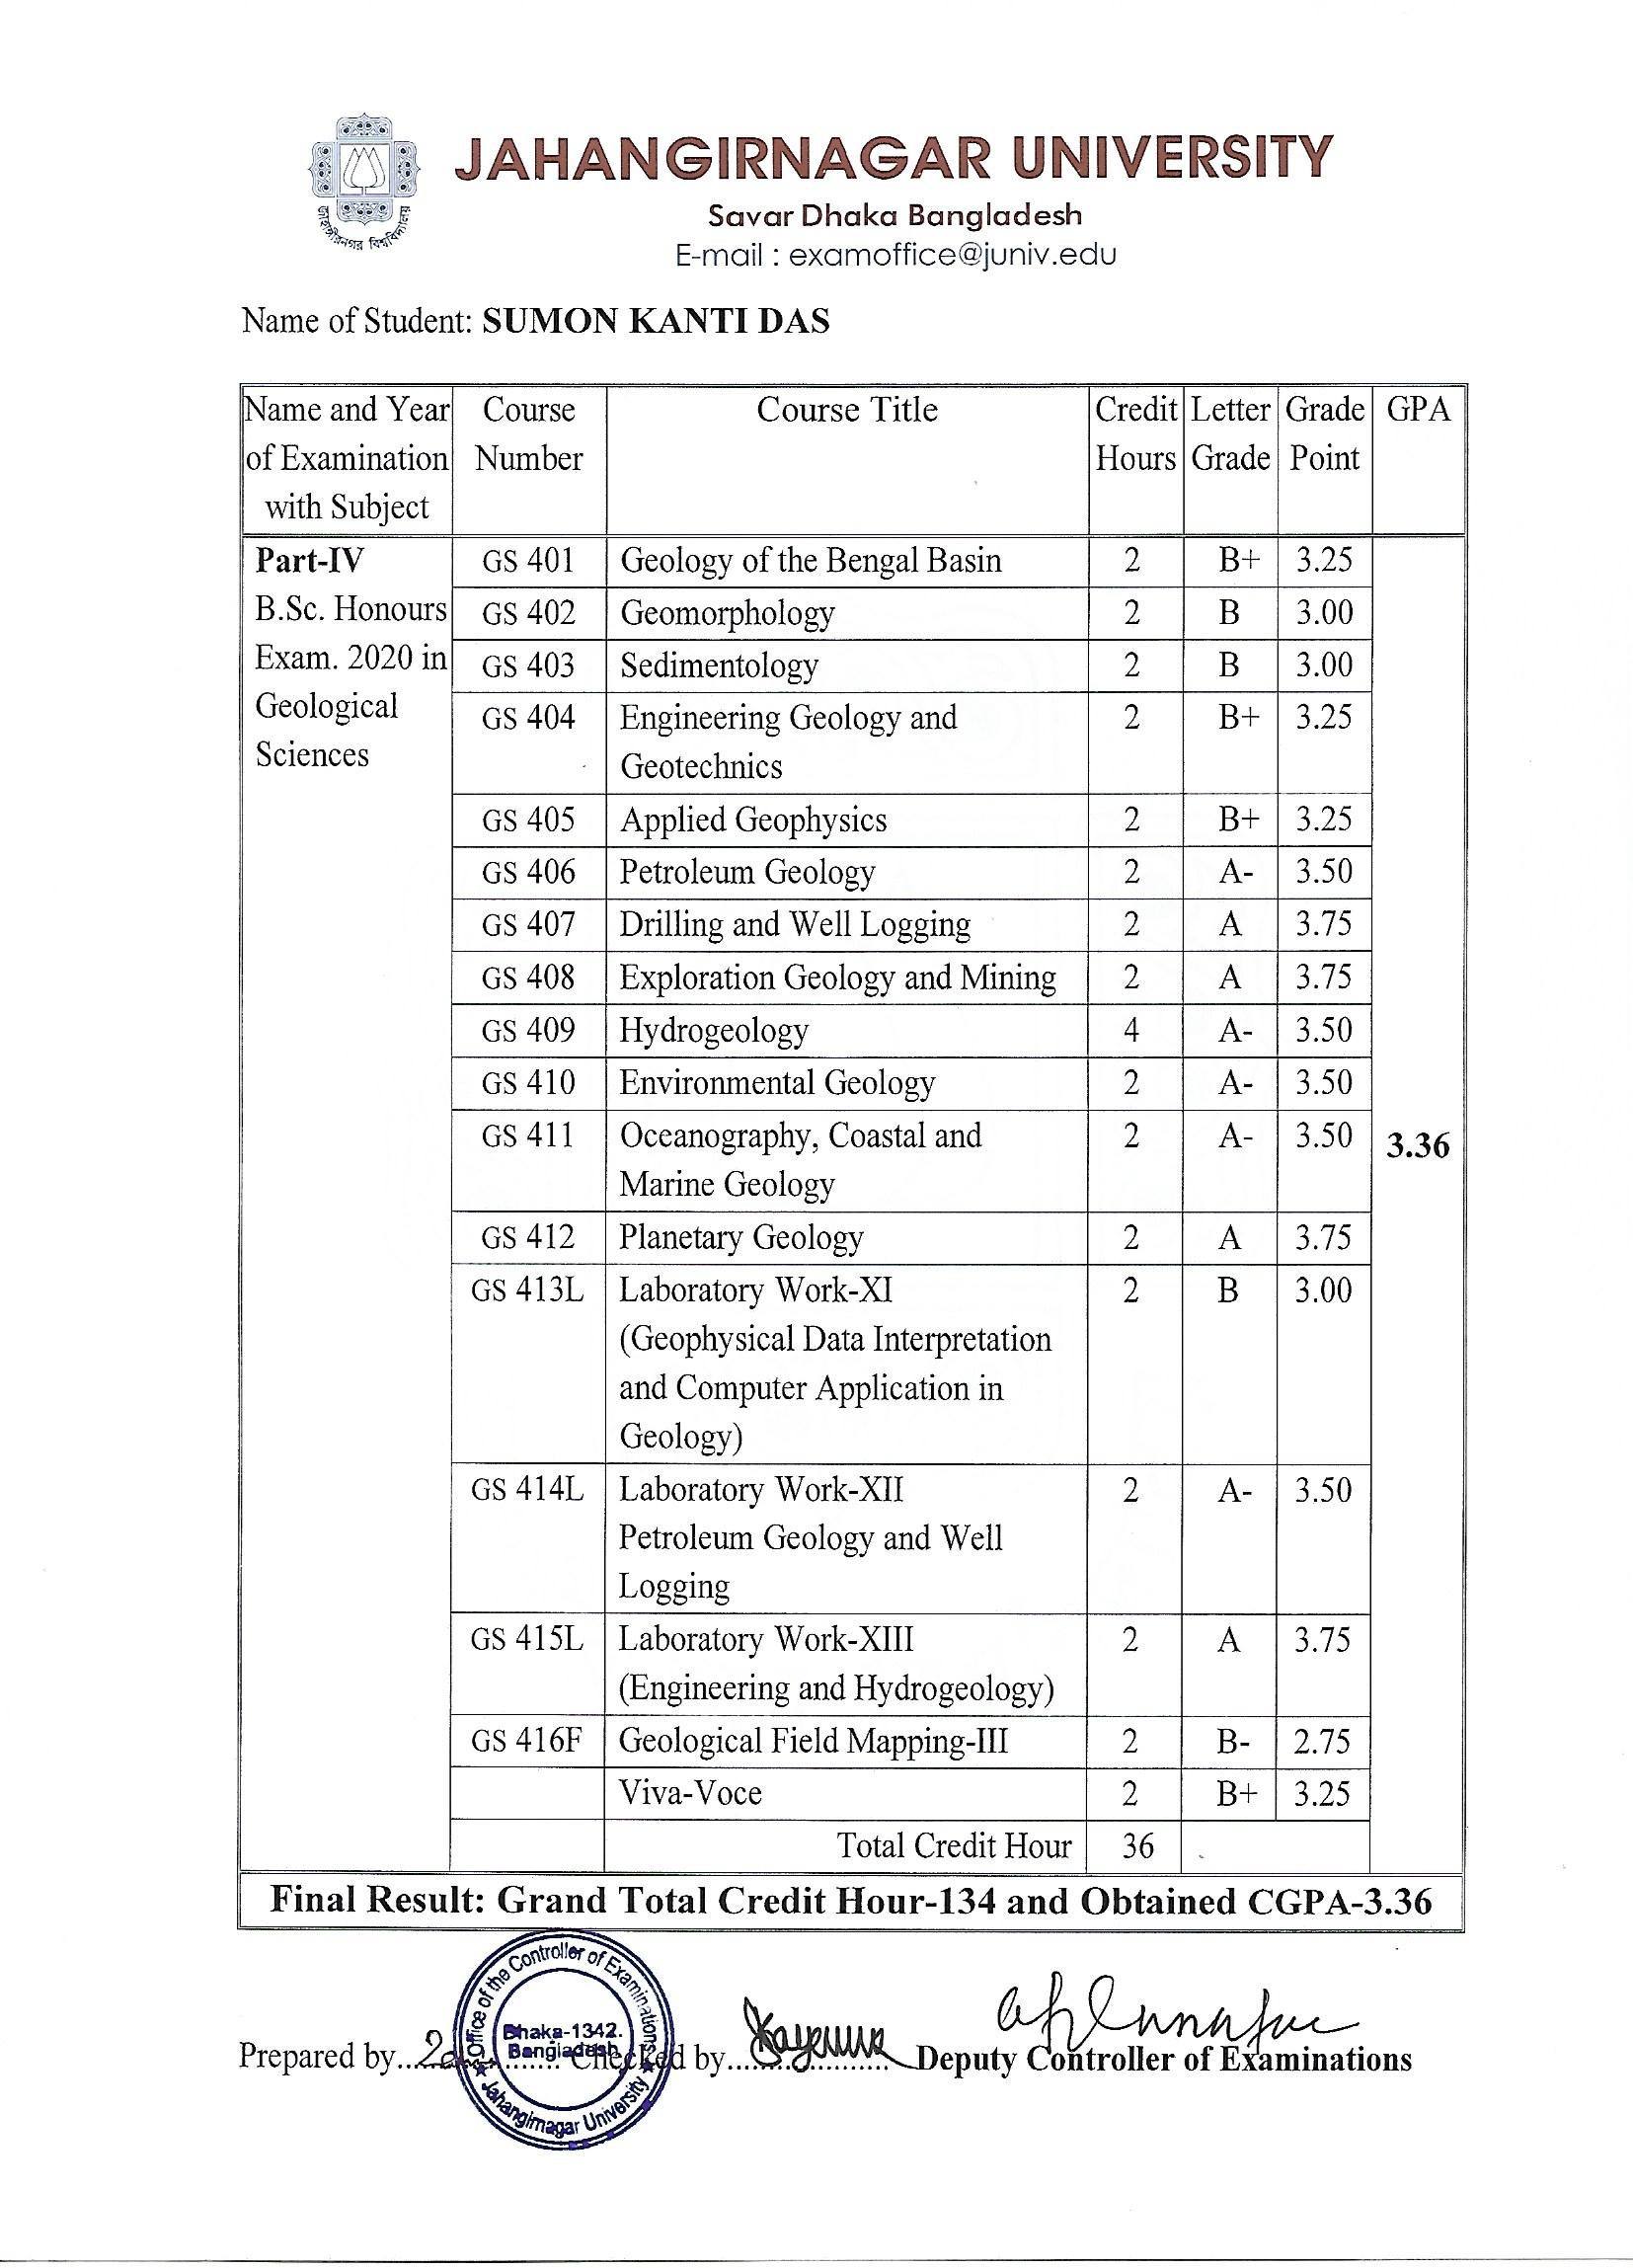 জাহাঙ্গীরনগর বিশ্ববিদ্যালয়
JAHANGIRNAGAR UNIVERSITY
Savar Dhaka Bangladesh
E-mail : examoffice@juniv.edu
Name of Student: SUMON KANTI DAS
Name and Year of Examination with Subject Course Number Course Title Credit Hours Letter Grade Grade Point GPA
Part-IV
B.Sc. Honours
Exam. 2020 in
Geological
Sciences
GS 401 Geology of the Bengal Basin 2 B+ 3.25
GS 402 Geomorphology 2 B 3.00
GS 403 Sedimentology 2 B 3.00
GS 404 Engineering Geology and 2 B+ 3.25
Geotechnics
GS 405 Applied Geophysics 2 B+ 3.25
GS 406 Petroleum Geology 2 A- 3.50
GS 407 Drilling and Well Logging 2 A 3.75
GS 408 Exploration Geology and Mining 2 A 3.75
GS 409 Hydrogeology 4 A- 3.50
GS 410 Environmental Geology 2 A- 3.50
GS 411 Oceanography, Coastal and 2 A- 3.50
Marine Geology
3.36
GS 412 Planetary Geology 2 A 3.75
GS 413L Laboratory Work-XI 2 B 3.00
(Geophysical Data Interpretation
and Computer Application in
Geology)
GS 414L Laboratory Work-XII 2 A- 3.50
Petroleum Geology and Well
Logging
GS 415L Laboratory Work-XIII 2 A 3.75
(Engineering and Hydrogeology)
GS 416F Geological Field Mapping-III 2 B- 2.75
Viva-Voce 2 B+ 3.25
Total Credit Hour 36
Final Result: Grand Total Credit Hour-134 and Obtained CGPA-3.36
Office of the Controller of Examinations
Dhaka-1342.
Bangladesh
Jahangirnagar University
Prepared by........ Checked by........ Deputy Controller of Examinations